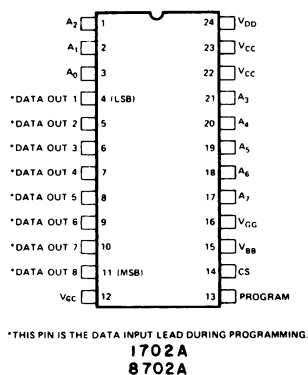 A2 1 24 VDD
A1 2 23 VCC
A0 3 22 VCC
*DATA OUT 1 4 (LSB) 21 A3
*DATA OUT 2 5 20 A4
*DATA OUT 3 6 19 A5
*DATA OUT 4 7 18 A6
*DATA OUT 5 8 17 A7
*DATA OUT 6 9 16 VGG
*DATA OUT 7 10 15 VBB
*DATA OUT 8 11 (MSB) 14 CS
VCC 12 13 PROGRAM
*THIS PIN IS THE DATA INPUT LEAD DURING PROGRAMMING.
1702A
8702A